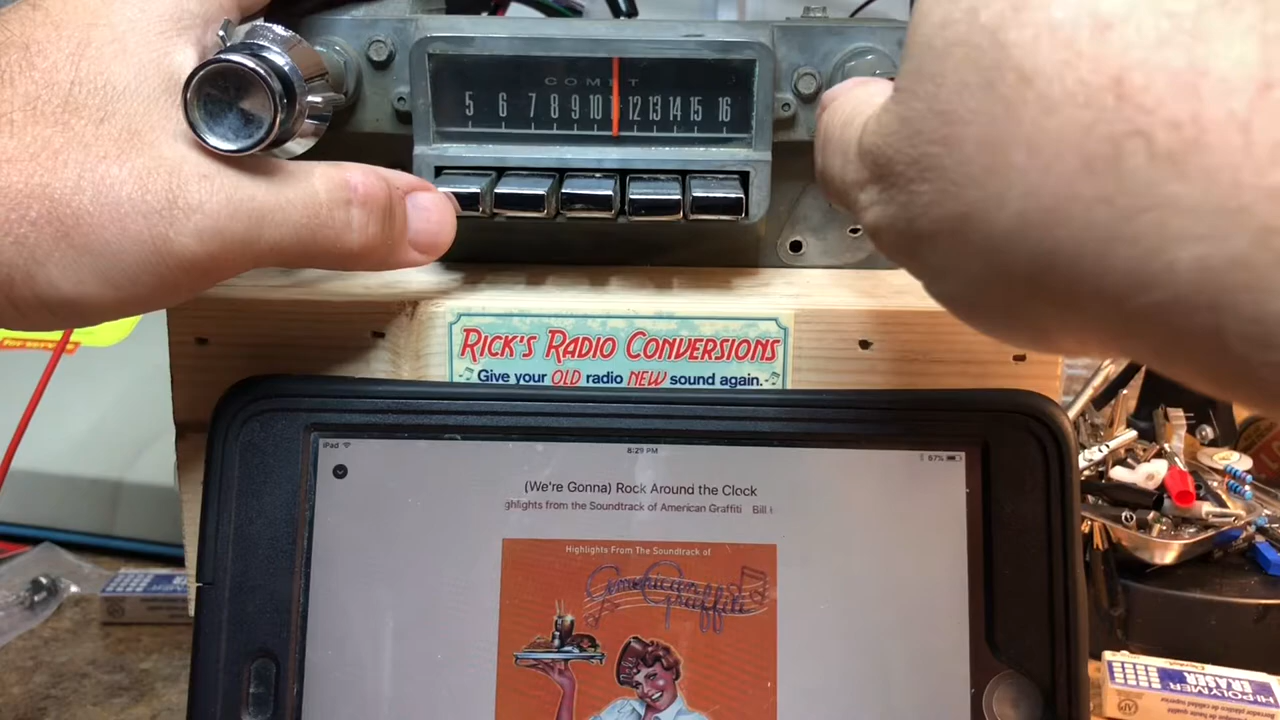 COMET
5 6 7 8 9 10 11 12 13 14 15 16
RICK'S RADIO CONVERSIONS
Give your OLD radio NEW sound again.
iPad
8:29 PM
67%
(We're Gonna) Rock Around the Clock
ghlights from the Soundtrack of American Graffiti Bill
Highlights From The Soundtrack of
American Graffiti
HI-POLYMER
ERASER